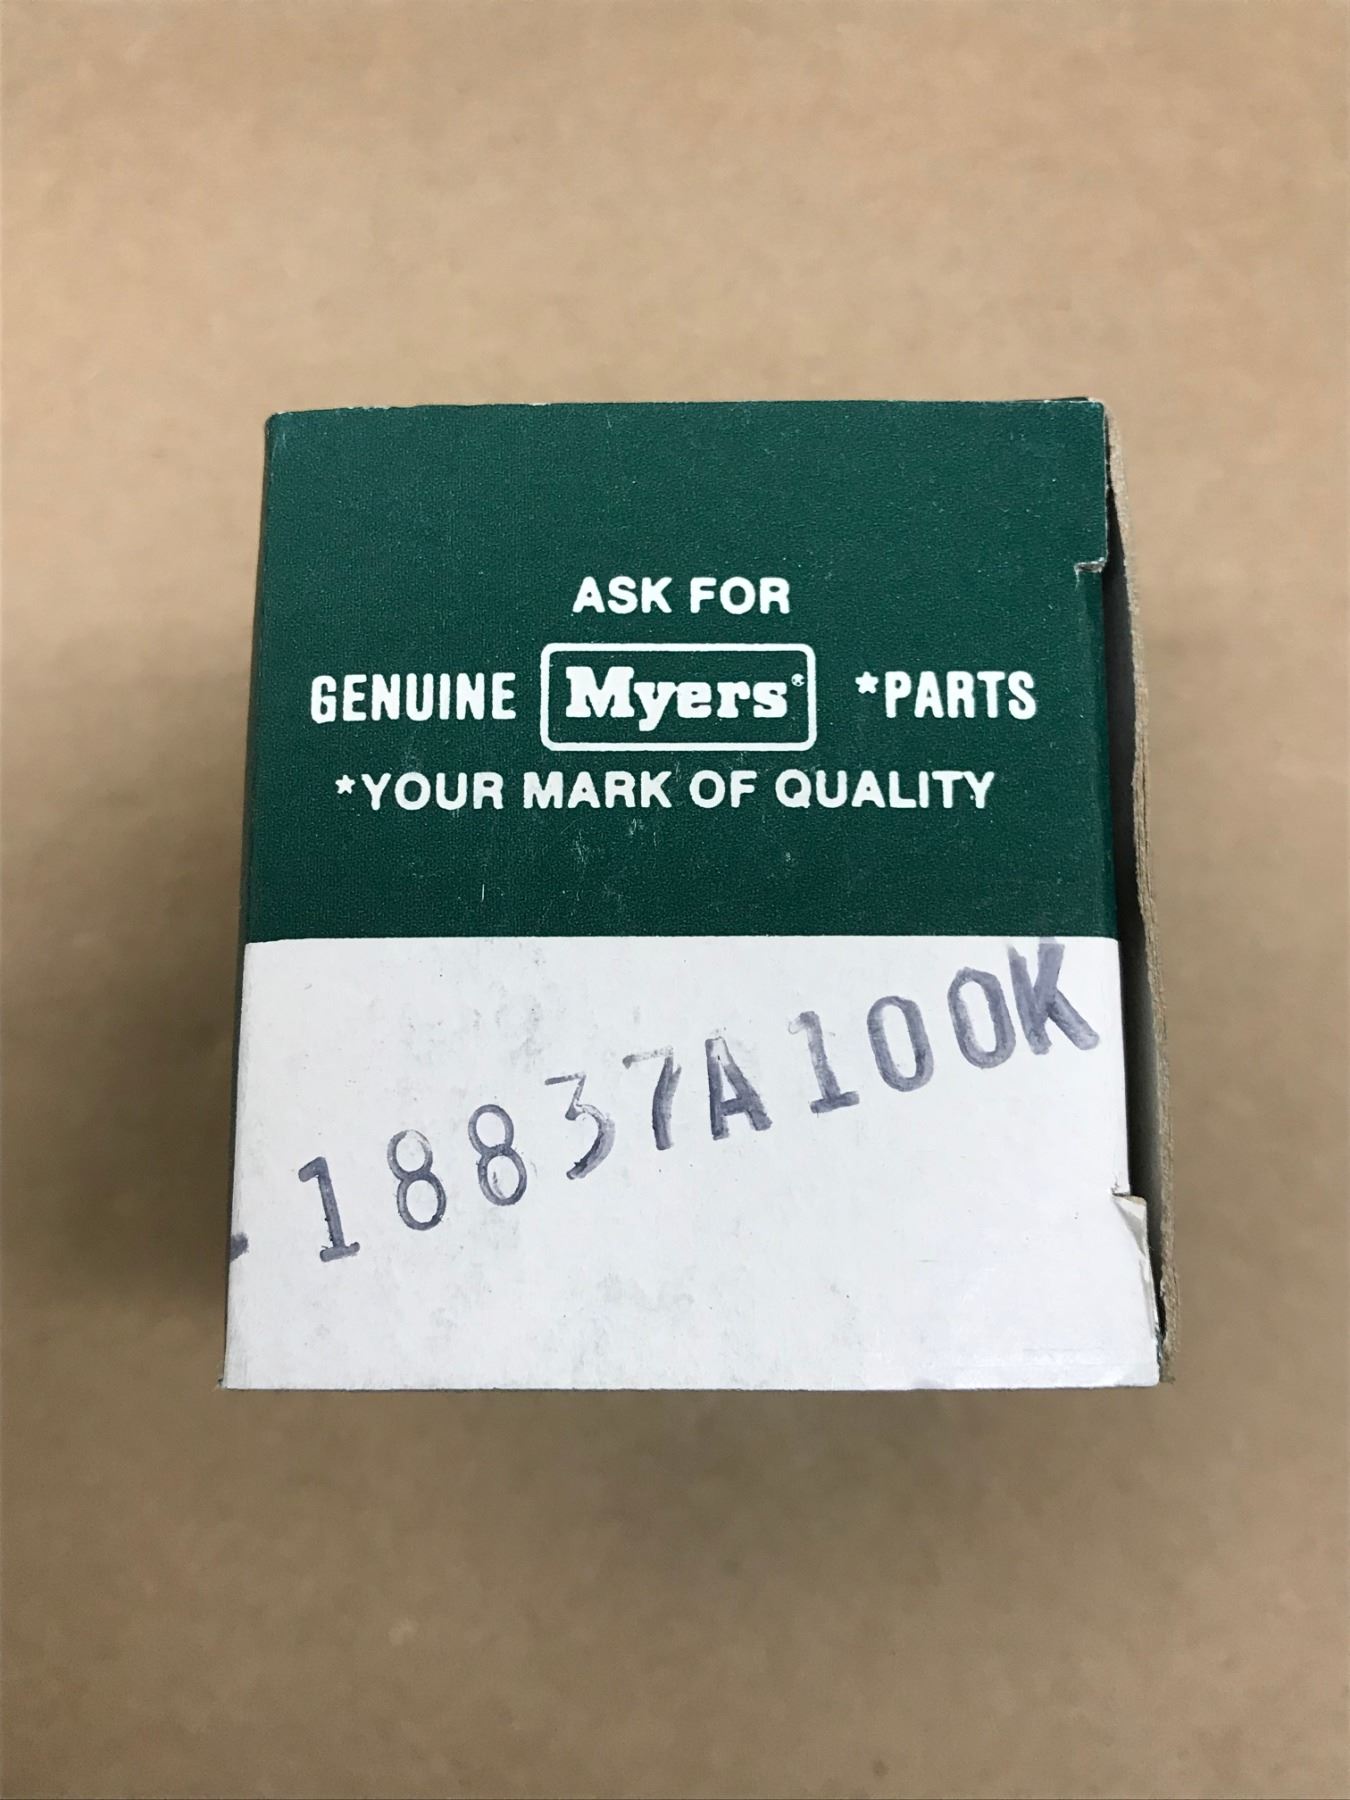 ASK FOR
GENUINE Myers® *PARTS
*YOUR MARK OF QUALITY
18837A100K